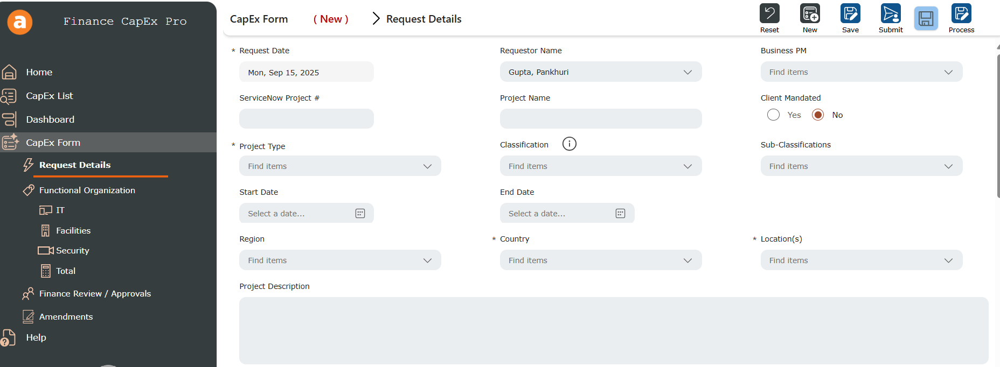 a
Finance CapEx Pro
Home
CapEx List
Dashboard
CapEx Form
Request Details
Functional Organization
IT
Facilities
Security
Total
Finance Review / Approvals
Amendments
Help
CapEx Form ( New ) Request Details
Reset New Save Submit Process
* Request Date Requestor Name Business PM
Mon, Sep 15, 2025 Gupta, Pankhuri Find items
ServiceNow Project # Project Name Client Mandated
Yes No
* Project Type Classification i Sub-Classifications
Find items Find items Find items
Start Date End Date
Select a date... Select a date...
Region * Country * Location(s)
Find items Find items Find items
Project Description